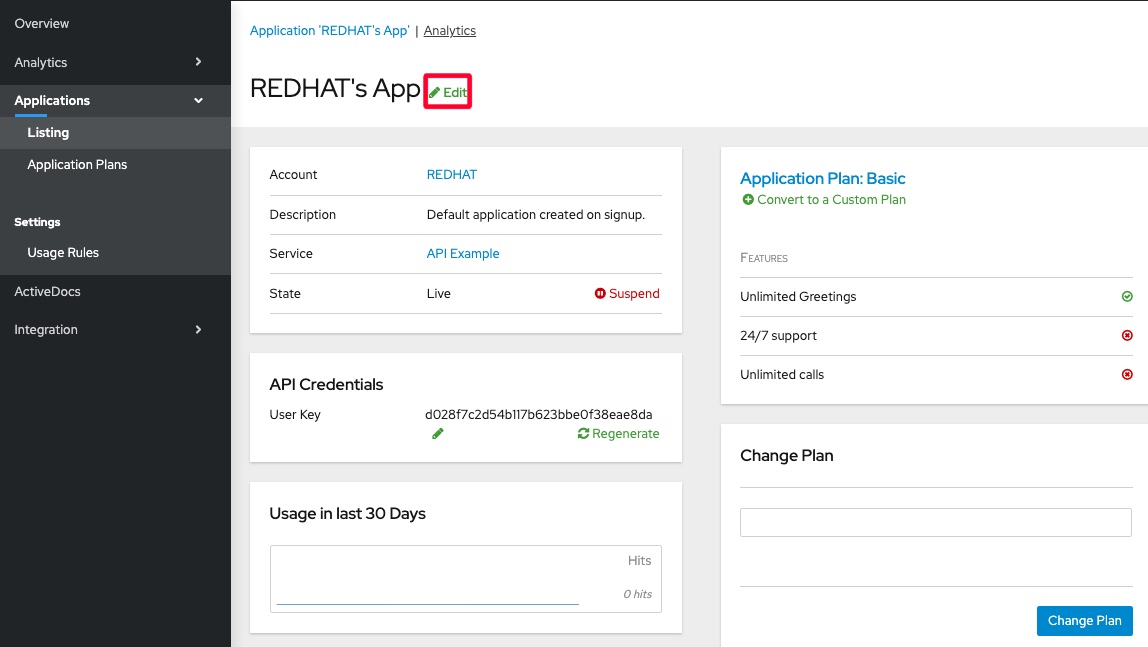 Overview
Analytics
Applications
Listing
Application Plans
Settings
Usage Rules
ActiveDocs
Integration
Application 'REDHAT's App' | Analytics
REDHAT's App Edit
Account REDHAT
Description Default application created on signup.
Service API Example
State Live Suspend
API Credentials
User Key d028f7c2d54b117b623bbe0f38eae8da
Regenerate
Usage in last 30 Days
Hits
0 hits
Application Plan: Basic
Convert to a Custom Plan
Features
Unlimited Greetings
24/7 support
Unlimited calls
Change Plan
Change Plan